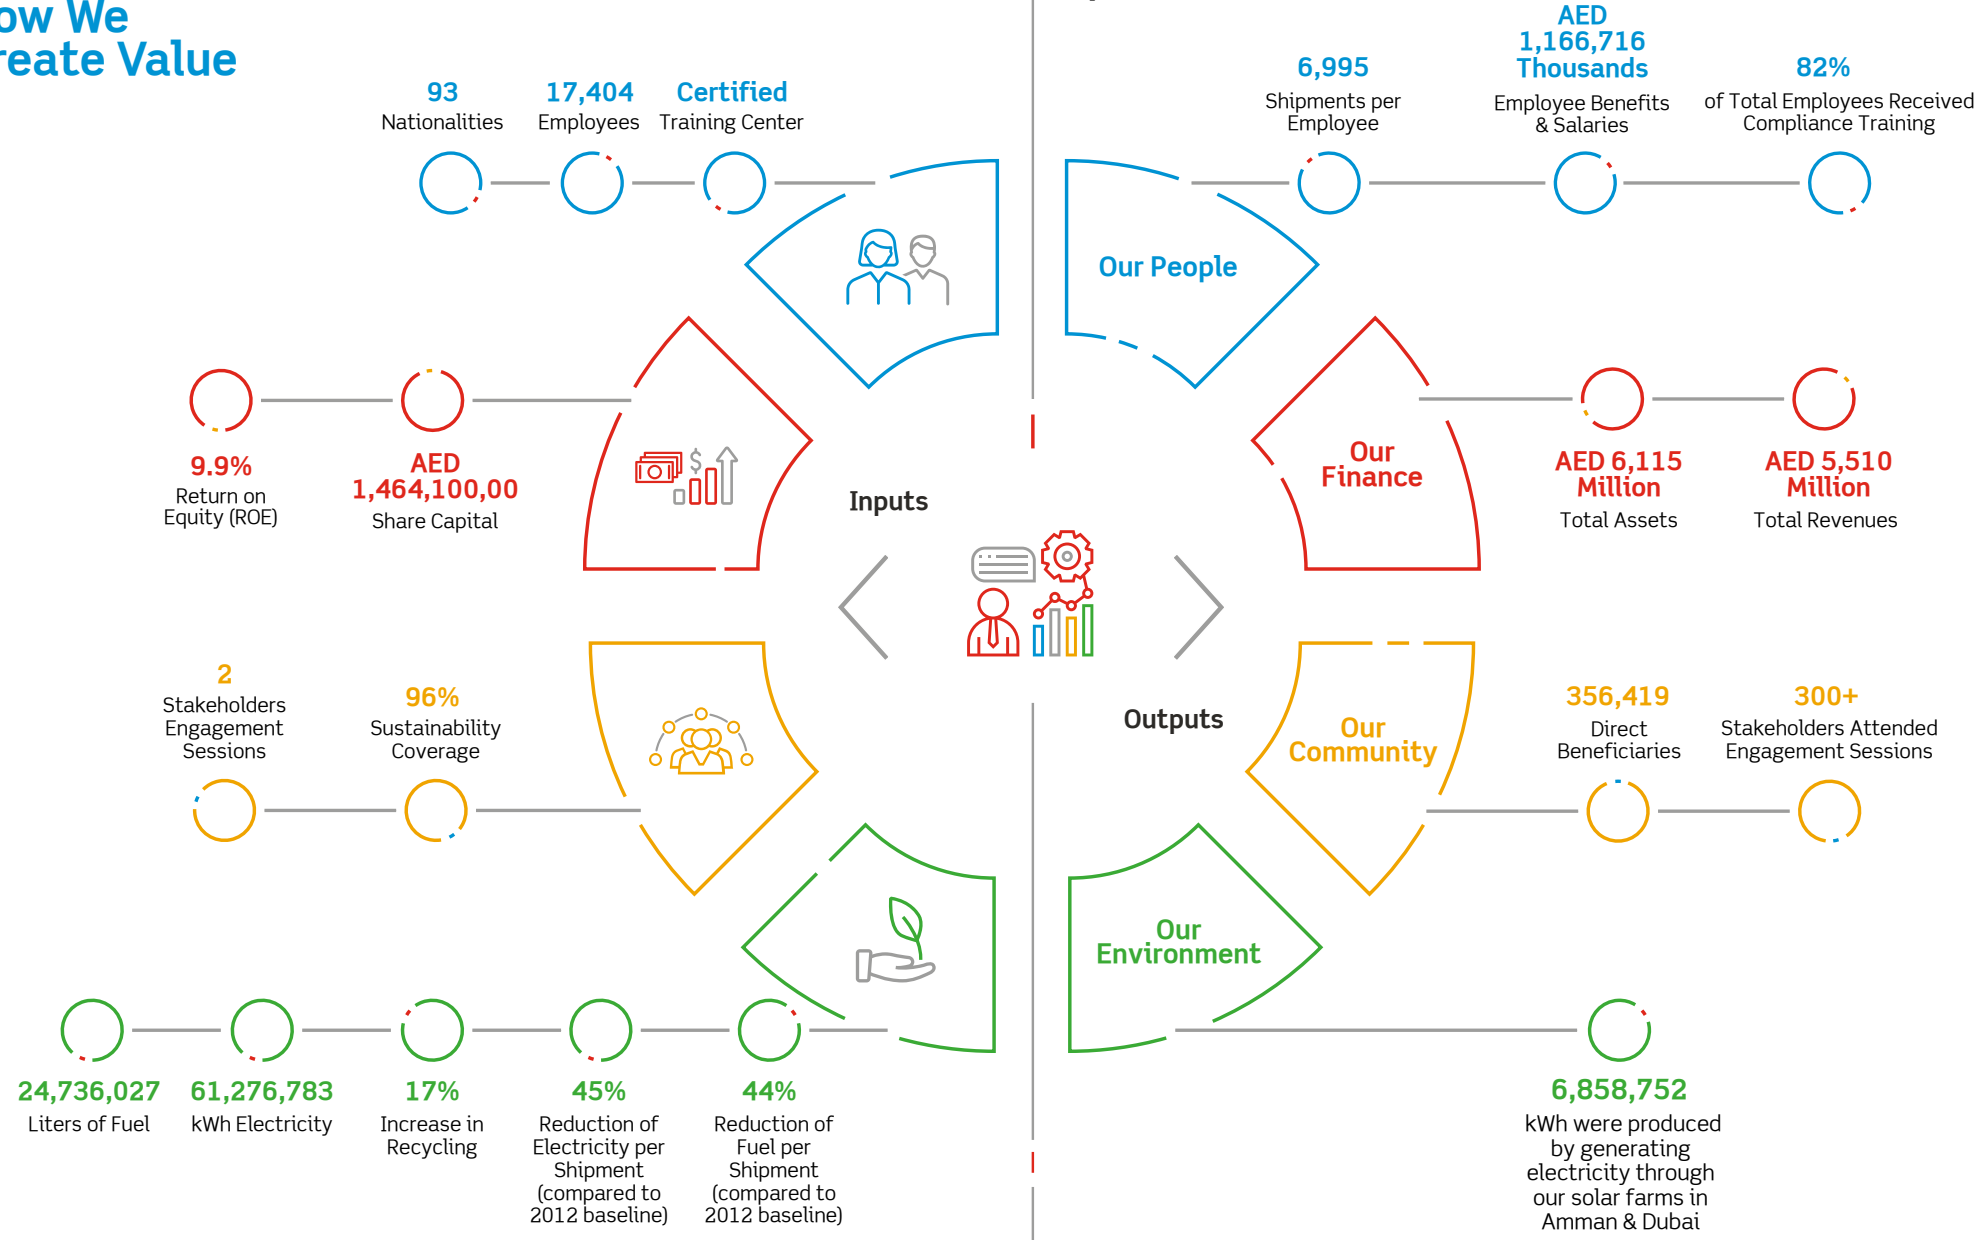 ow We
reate Value
93
Nationalities
17,404
Employees
Certified
Training Center
6,995
Shipments per
Employee
AED
1,166,716
Thousands
Employee Benefits
& Salaries
82%
of Total Employees Received
Compliance Training
Our People
9.9%
Return on
Equity (ROE)
AED
1,464,100,00
Share Capital
$
Inputs
Our
Finance
AED 6,115
Million
Total Assets
AED 5,510
Million
Total Revenues
2
Stakeholders
Engagement
Sessions
96%
Sustainability
Coverage
Outputs
Our
Community
356,419
Direct
Beneficiaries
300+
Stakeholders Attended
Engagement Sessions
Our
Environment
24,736,027
Liters of Fuel
61,276,783
kWh Electricity
17%
Increase in
Recycling
45%
Reduction of
Electricity per
Shipment
(compared to
2012 baseline)
44%
Reduction of
Fuel per
Shipment
(compared to
2012 baseline)
6,858,752
kWh were produced
by generating
electricity through
our solar farms in
Amman & Dubai